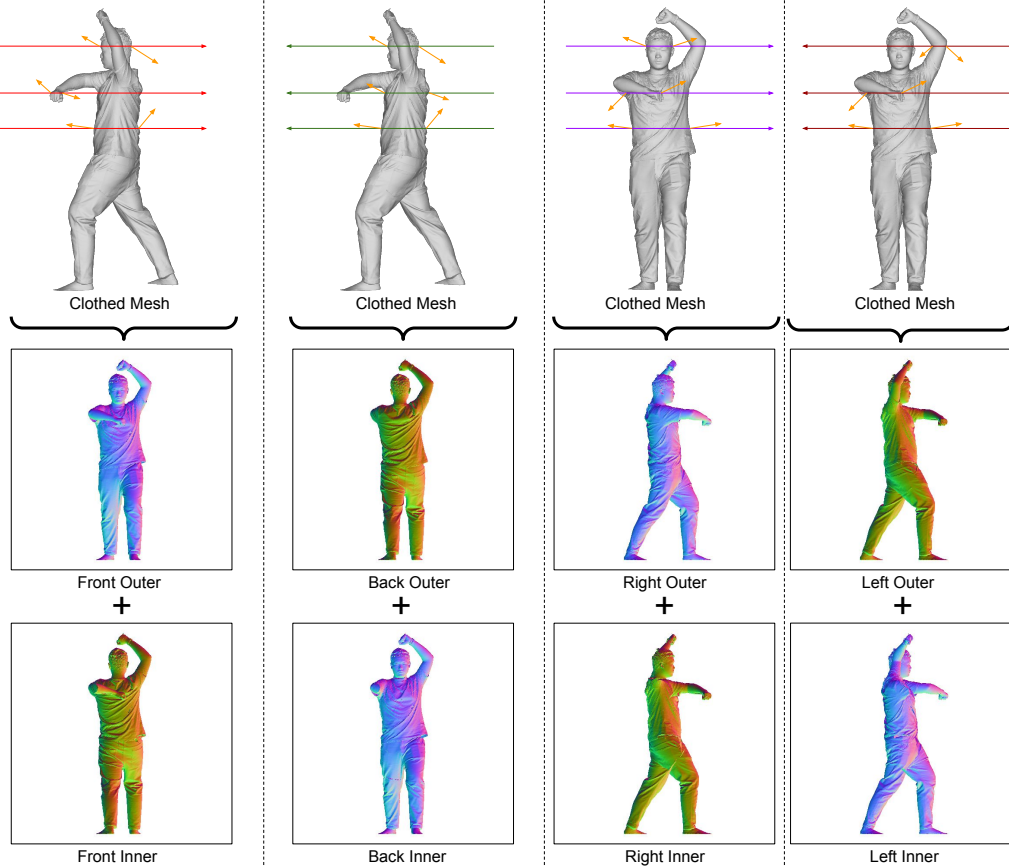 Clothed Mesh
Clothed Mesh
Clothed Mesh
Clothed Mesh
Front Outer
Back Outer
Right Outer
Left Outer
+
+
+
+
Front Inner
Back Inner
Right Inner
Left Inner